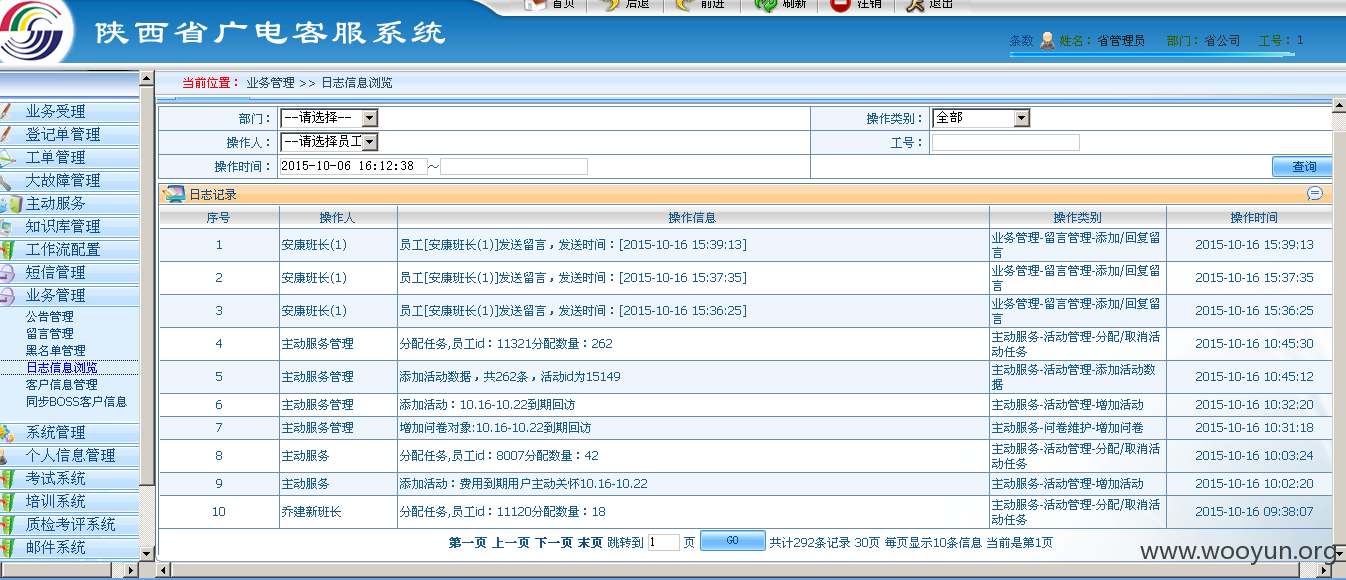 首页 后退 前进 刷新 注销 退出
陕西省广电客服系统
条数 姓名：省管理员 部门：省公司 工号：1
当前位置： 业务管理 >> 日志信息浏览
业务受理
登记单管理
工单管理
大故障管理
主动服务
知识库管理
工作流配置
短信管理
业务管理
公告管理
留言管理
黑名单管理
日志信息浏览
客户信息管理
同步BOSS客户信息
系统管理
个人信息管理
考试系统
培训系统
质检考评系统
邮件系统
部门： --请选择-- 操作类别： 全部
操作人： --请选择员工 工号：
操作时间： 2015-10-06 16:12:38 ~
查询
日志记录
序号 操作人 操作信息 操作类别 操作时间
1 安康班长(1) 员工[安康班长(1)]发送留言，发送时间：[2015-10-16 15:39:13] 业务管理-留言管理-添加/回复留言 2015-10-16 15:39:13
2 安康班长(1) 员工[安康班长(1)]发送留言，发送时间：[2015-10-16 15:37:35] 业务管理-留言管理-添加/回复留言 2015-10-16 15:37:35
3 安康班长(1) 员工[安康班长(1)]发送留言，发送时间：[2015-10-16 15:36:25] 业务管理-留言管理-添加/回复留言 2015-10-16 15:36:25
4 主动服务管理 分配任务,员工id：11321分配数量：262 主动服务-活动管理-分配/取消活动任务 2015-10-16 10:45:30
5 主动服务管理 添加活动数据，共262条，活动id为15149 主动服务-活动管理-添加活动数据 2015-10-16 10:45:12
6 主动服务管理 添加活动：10.16-10.22到期回访 主动服务-活动管理-增加活动 2015-10-16 10:32:20
7 主动服务管理 增加问卷对象:10.16-10.22到期回访 主动服务-问卷维护-增加问卷 2015-10-16 10:31:18
8 主动服务 分配任务,员工id：8007分配数量：42 主动服务-活动管理-分配/取消活动任务 2015-10-16 10:03:24
9 主动服务 添加活动：费用到期用户主动关怀10.16-10.22 主动服务-活动管理-增加活动 2015-10-16 10:02:20
10 乔建新班长 分配任务,员工id：11120分配数量：18 主动服务-活动管理-分配/取消活动任务 2015-10-16 09:38:07
第一页 上一页 下一页 末页 跳转到 1 页 GO 共计292条记录 30页 每页显示10条信息 当前是第1页
www.wooyun.org